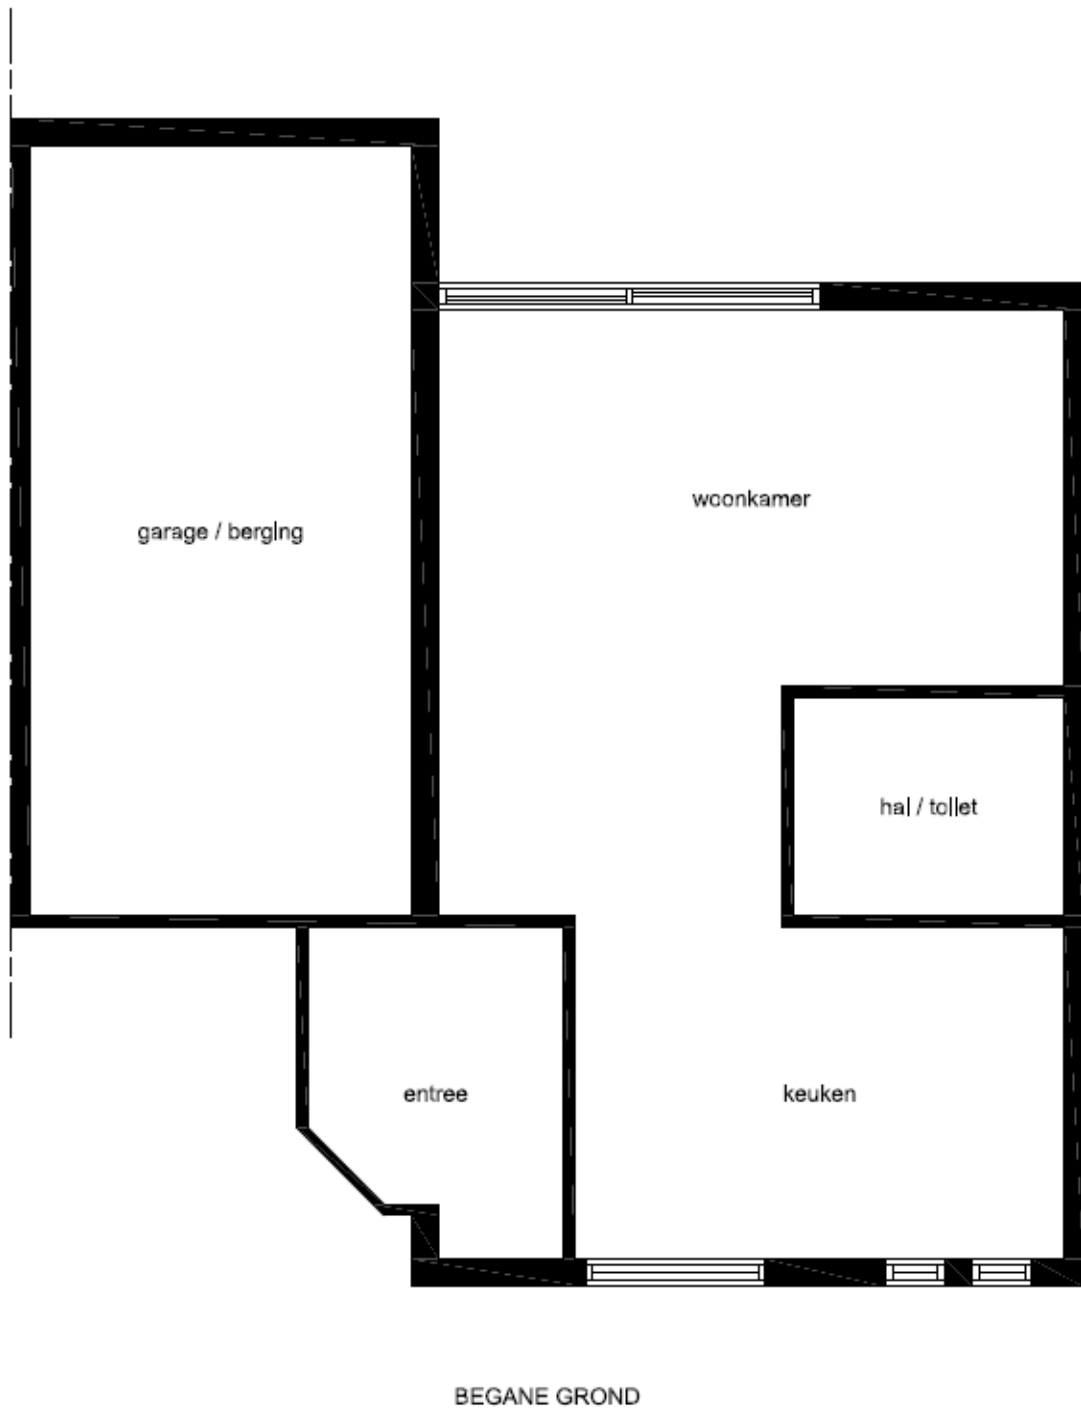 woonkamer
garage / berging
hal / toilet
entree
keuken
BEGANE GROND